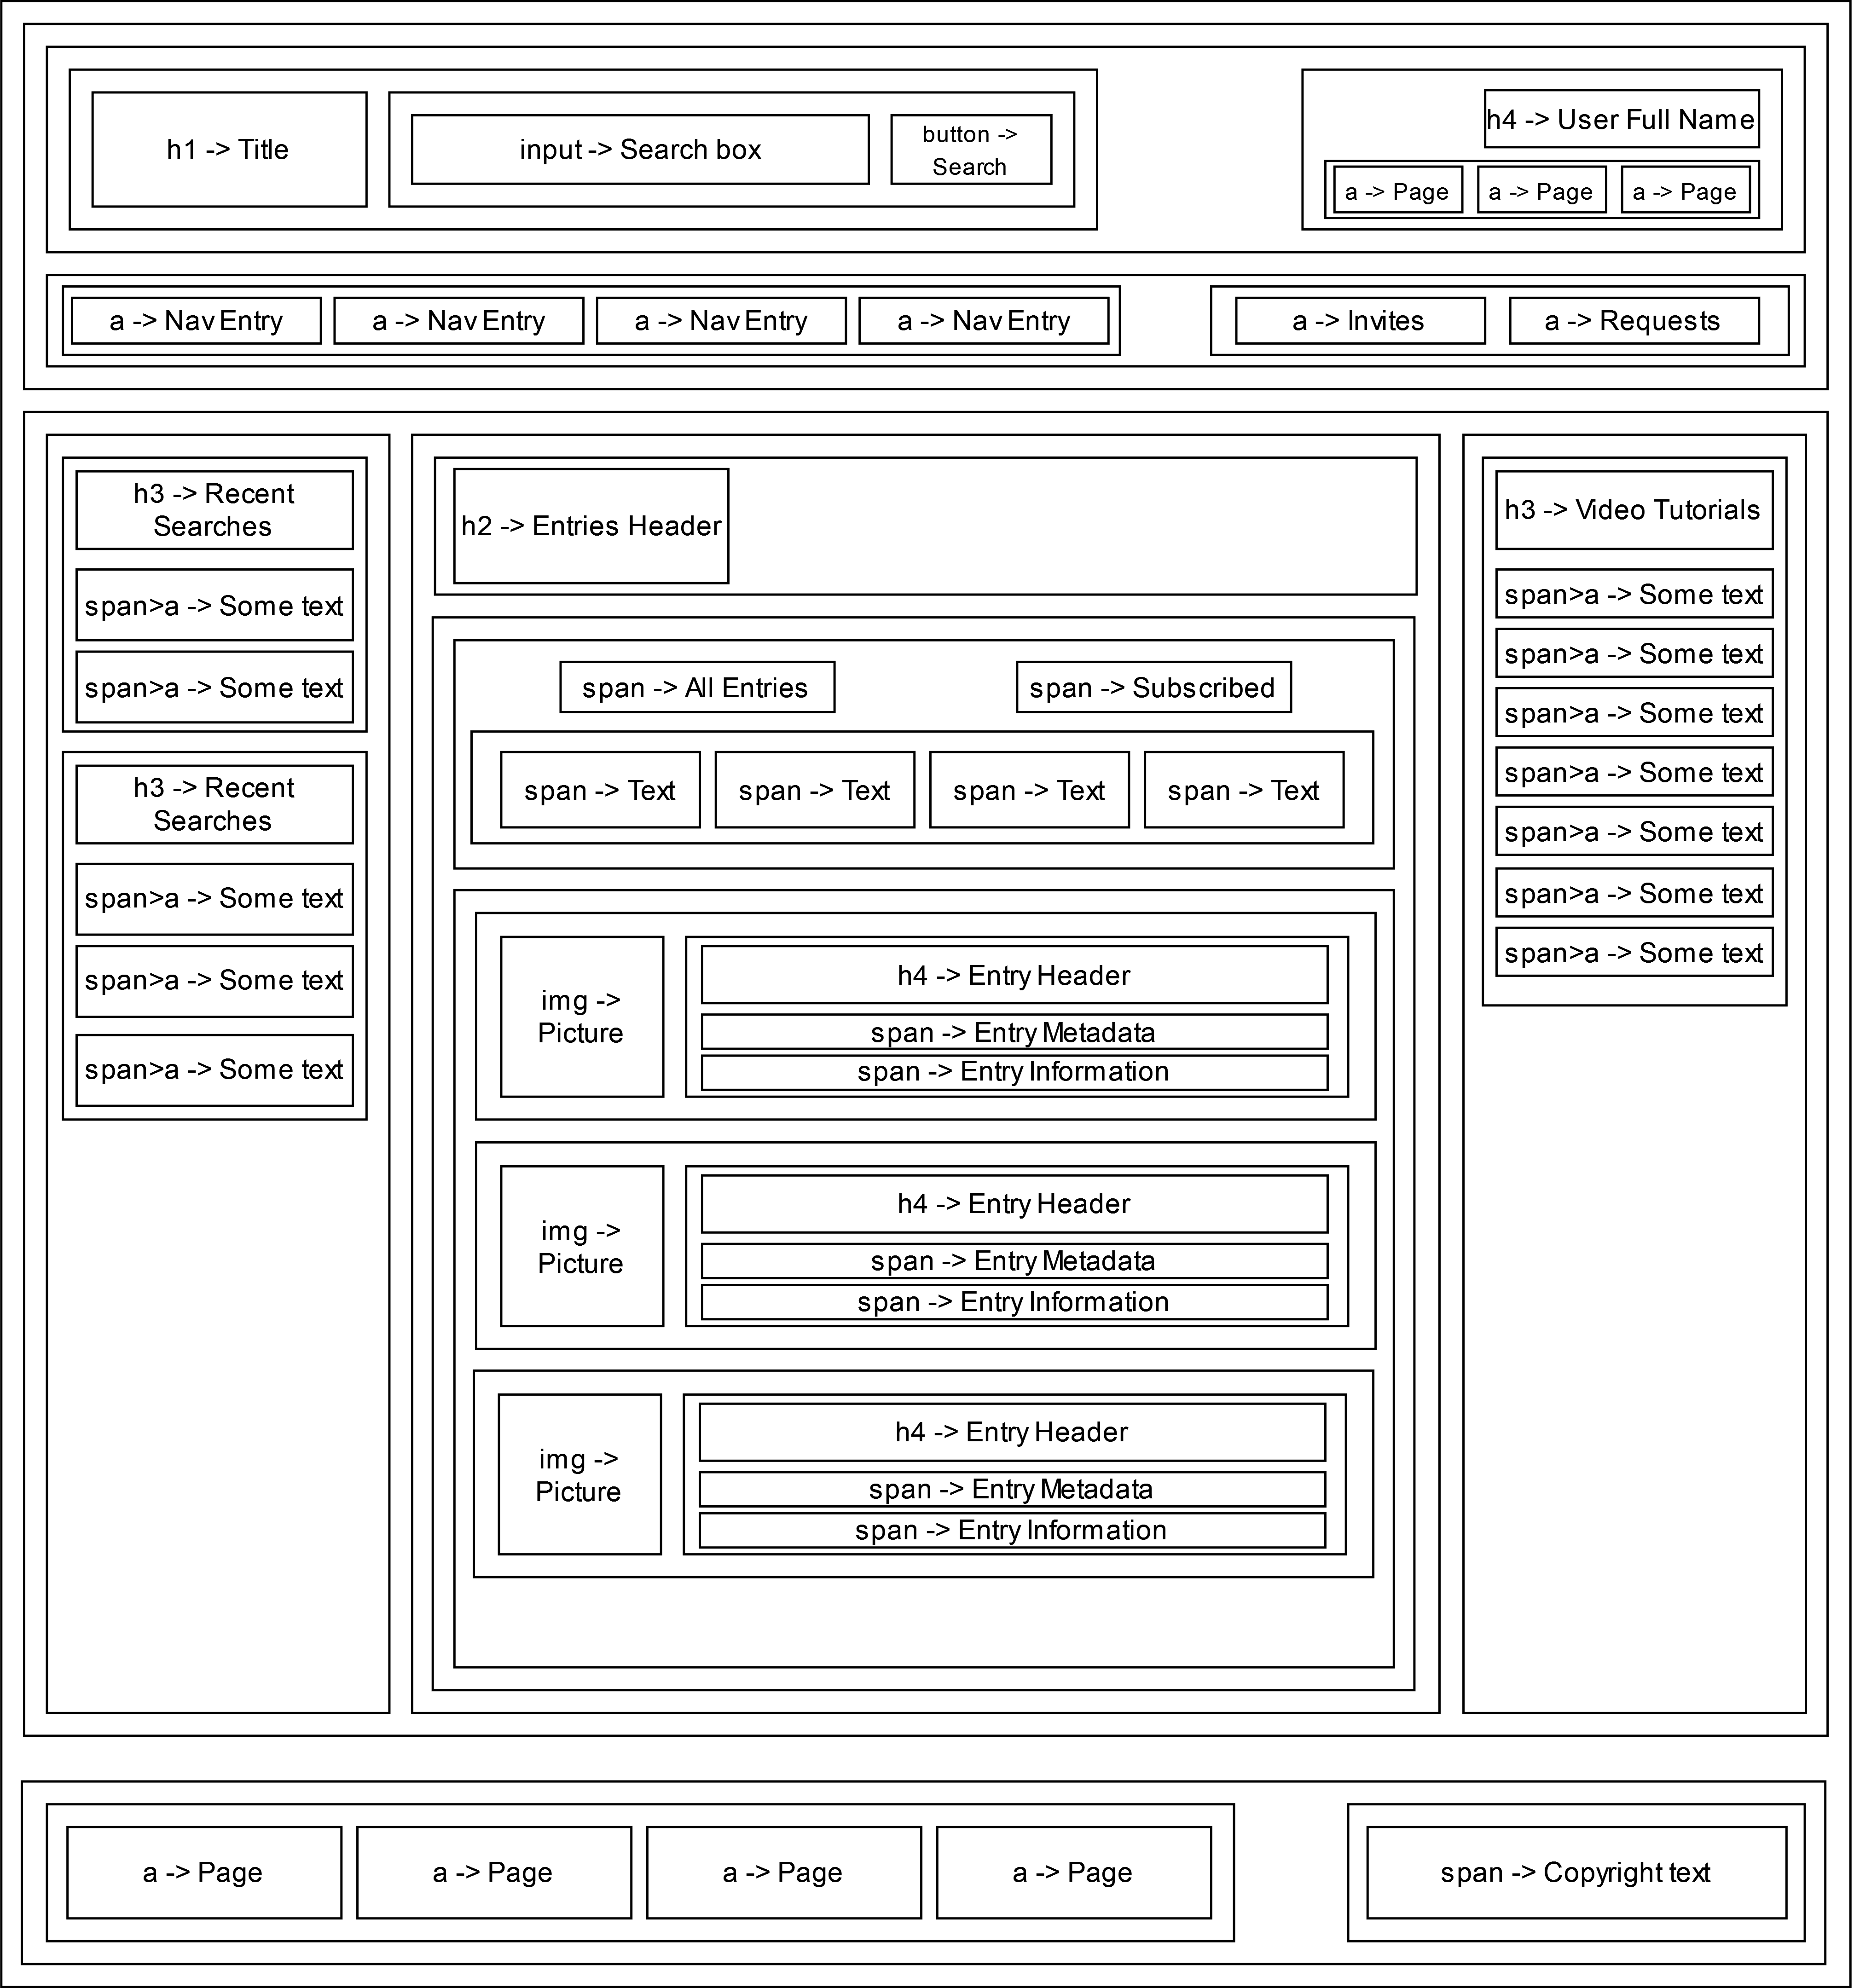 h1 -> Title
input -> Search box
button ->
Search
h4 -> User Full Name
a -> Page
a -> Page
a -> Page
a -> Nav Entry
a -> Nav Entry
a -> Nav Entry
a -> Nav Entry
a -> Invites
a -> Requests
h3 -> Recent
Searches
span>a -> Some text
span>a -> Some text
h3 -> Recent
Searches
span>a -> Some text
span>a -> Some text
span>a -> Some text
h2 -> Entries Header
span -> All Entries
span -> Subscribed
span -> Text
span -> Text
span -> Text
span -> Text
img ->
Picture
h4 -> Entry Header
span -> Entry Metadata
span -> Entry Information
img ->
Picture
h4 -> Entry Header
span -> Entry Metadata
span -> Entry Information
img ->
Picture
h4 -> Entry Header
span -> Entry Metadata
span -> Entry Information
h3 -> Video Tutorials
span>a -> Some text
span>a -> Some text
span>a -> Some text
span>a -> Some text
span>a -> Some text
span>a -> Some text
span>a -> Some text
a -> Page
a -> Page
a -> Page
a -> Page
span -> Copyright text